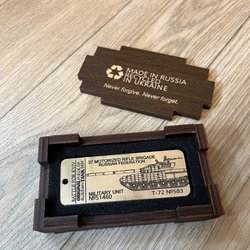 MADE IN RUSSIA
RECYCLED
IN UKRAINE
Never forgive. Never forget.
37 MOTORIZED RIFLE BRIGADE
RUSSIAN FEDERATION
MILITARY UNIT
№51460
T-72 №583
ORIGINAL